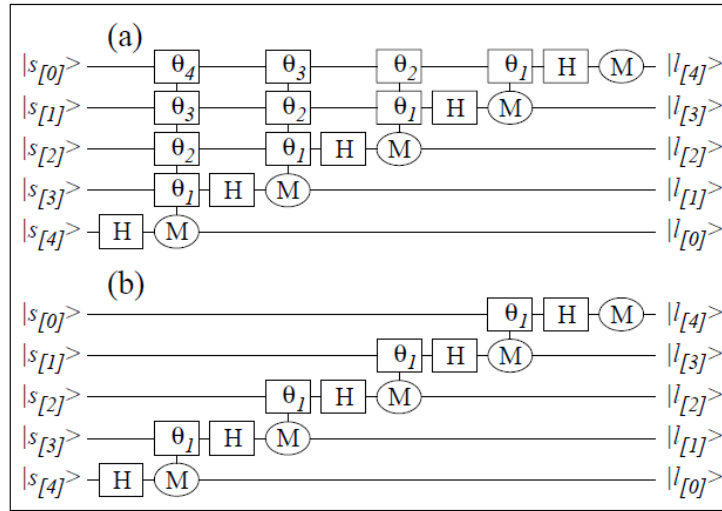 (a)
|s[0]> θ4 θ3 θ2 θ1 H M |l[4]>
|s[1]> θ3 θ2 θ1 H M |l[3]>
|s[2]> θ2 θ1 H M |l[2]>
|s[3]> θ1 H M |l[1]>
|s[4]> H M |l[0]>
(b)
|s[0]> θ1 H M |l[4]>
|s[1]> θ1 H M |l[3]>
|s[2]> θ1 H M |l[2]>
|s[3]> θ1 H M |l[1]>
|s[4]> H M |l[0]>